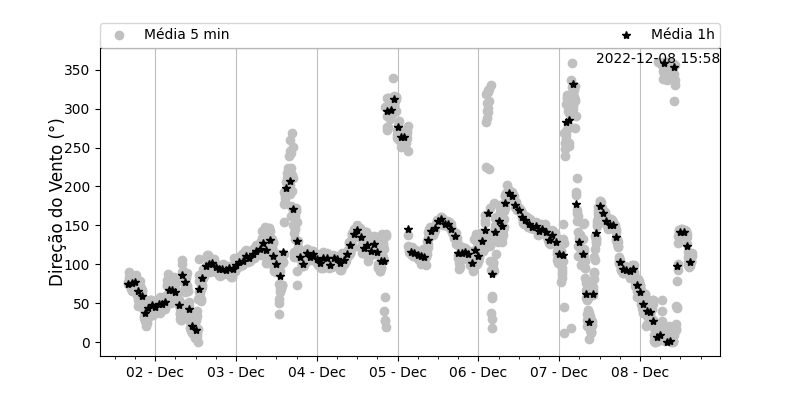 Média 5 min
Média 1h
2022-12-08 15:58
Direção do Vento (°)
350
300
250
200
150
100
50
0
02 - Dec
03 - Dec
04 - Dec
05 - Dec
06 - Dec
07 - Dec
08 - Dec